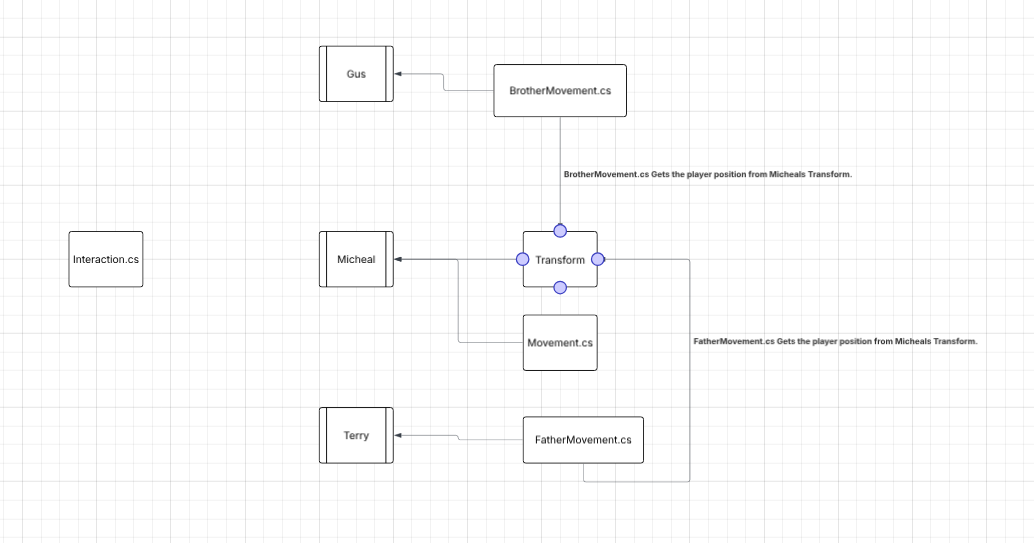 Gus
BrotherMovement.cs
BrotherMovement.cs Gets the player position from Micheals Transform.
Interaction.cs
Micheal
Transform
Movement.cs
FatherMovement.cs Gets the player position from Micheals Transform.
Terry
FatherMovement.cs